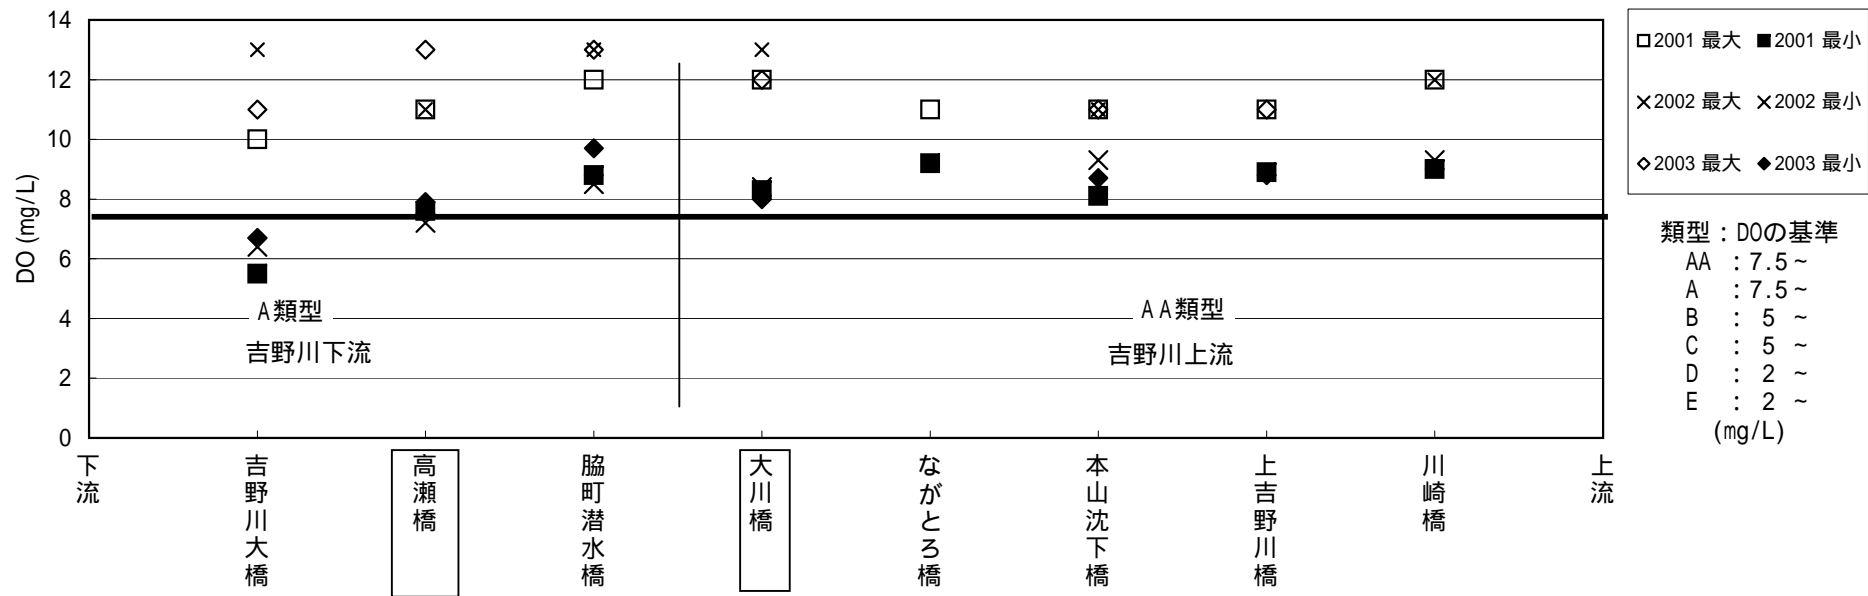 14
12
10
8
6
4
2
0
DO (mg/L)
A類型
吉野川下流
AA類型
吉野川上流
下流
吉野川大橋
高瀬橋
脇町潜水橋
大川橋
ながとろ橋
本山沈下橋
上吉野川橋
川崎橋
上流
2001 最大 2001 最小
2002 最大 2002 最小
2003 最大 2003 最小
類型：DOの基準
AA ：7.5～
A ：7.5～
B ： 5 ～
C ： 5 ～
D ： 2 ～
E ： 2 ～
(mg/L)